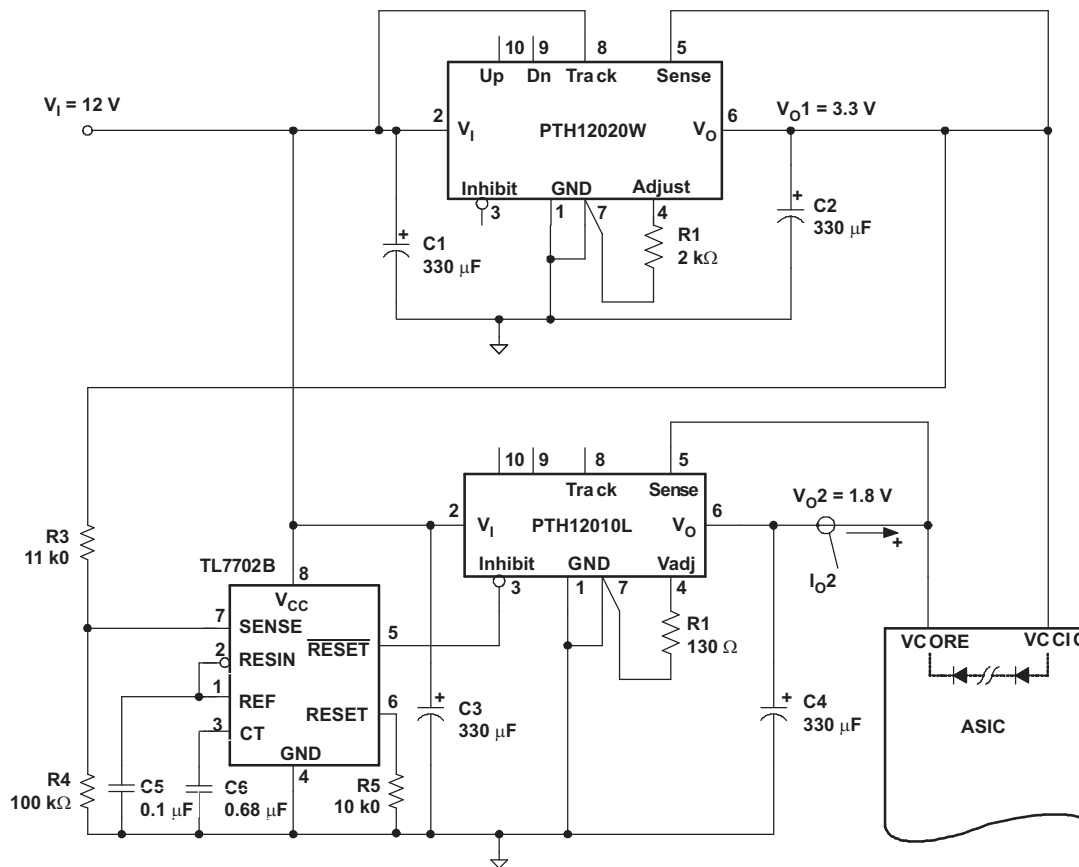 10 9 8 5
Up Dn Track Sense
V_I = 12 V
2 V_I PTH12020W V_O 6
V_O1 = 3.3 V
Inhibit GND Adjust
3 1 7 4
+ C1
330 μF
R1
2 kΩ
+ C2
330 μF
10 9 8 5
Track Sense
2 V_I PTH12010L V_O 6
V_O2 = 1.8 V
+
I_O2
Inhibit GND Vadj
3 1 7 4
R1
130 Ω
R3
11 k0
TL7702B
8
V_CC
7 SENSE
RESET 5
2 RESIN
1 REF
RESET 6
3 CT
GND
4
+ C3
330 μF
+ C4
330 μF
R4
100 kΩ
C5
0.1 μF
C6
0.68 μF
R5
10 k0
VCORE VCCIO
ASIC